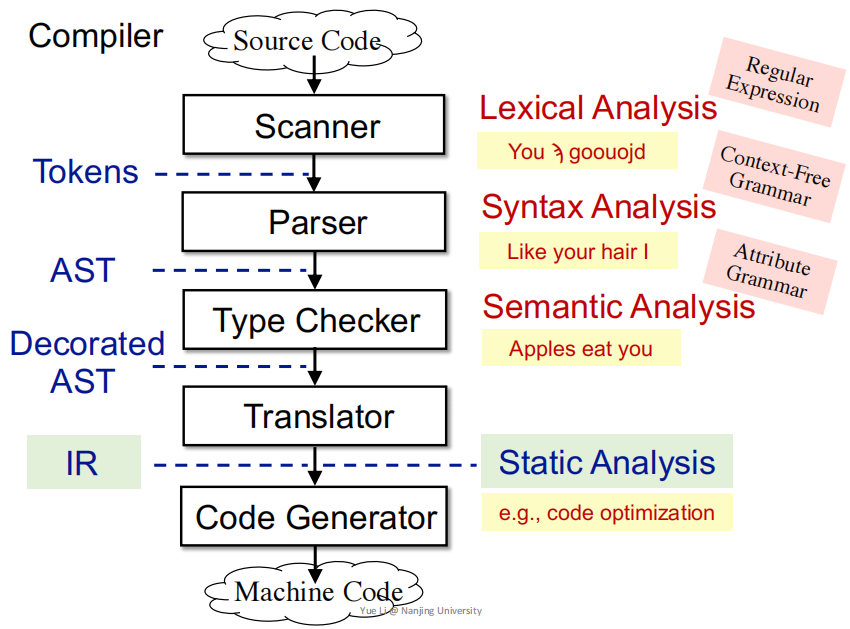 Compiler
Source Code
Regular
Expression
Scanner
Lexical Analysis
You ϡ goouojd
Tokens
Context-Free
Grammar
Parser
Syntax Analysis
Like your hair I
AST
Attribute
Grammar
Type Checker
Semantic Analysis
Apples eat you
Decorated
AST
Translator
IR
Static Analysis
Code Generator
e.g., code optimization
Machine Code
Yue Li @ Nanjing University